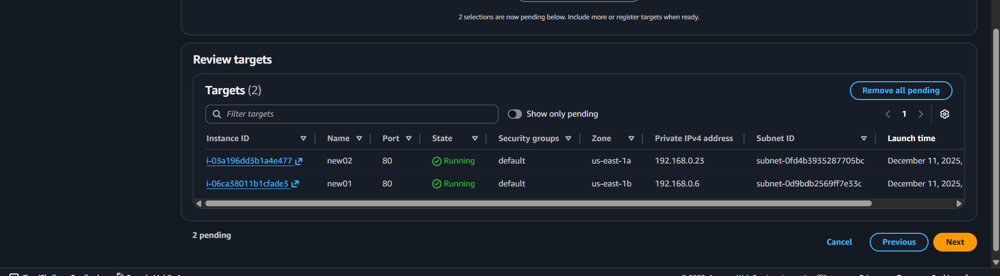 2 selections are now pending below. Include more or register targets when ready.
Review targets
Targets (2)
Remove all pending
Filter targets
Show only pending
1
Instance ID Name Port State Security groups Zone Private IPv4 address Subnet ID Launch time
i-03a196dd3b1a4e477 new02 80 Running default us-east-1a 192.168.0.23 subnet-0fd4b3935287705bc December 11, 2025,
i-06ca38011b1cfade3 new01 80 Running default us-east-1b 192.168.0.6 subnet-0d9bdb2569ff7e33c December 11, 2025,
2 pending
Cancel Previous Next